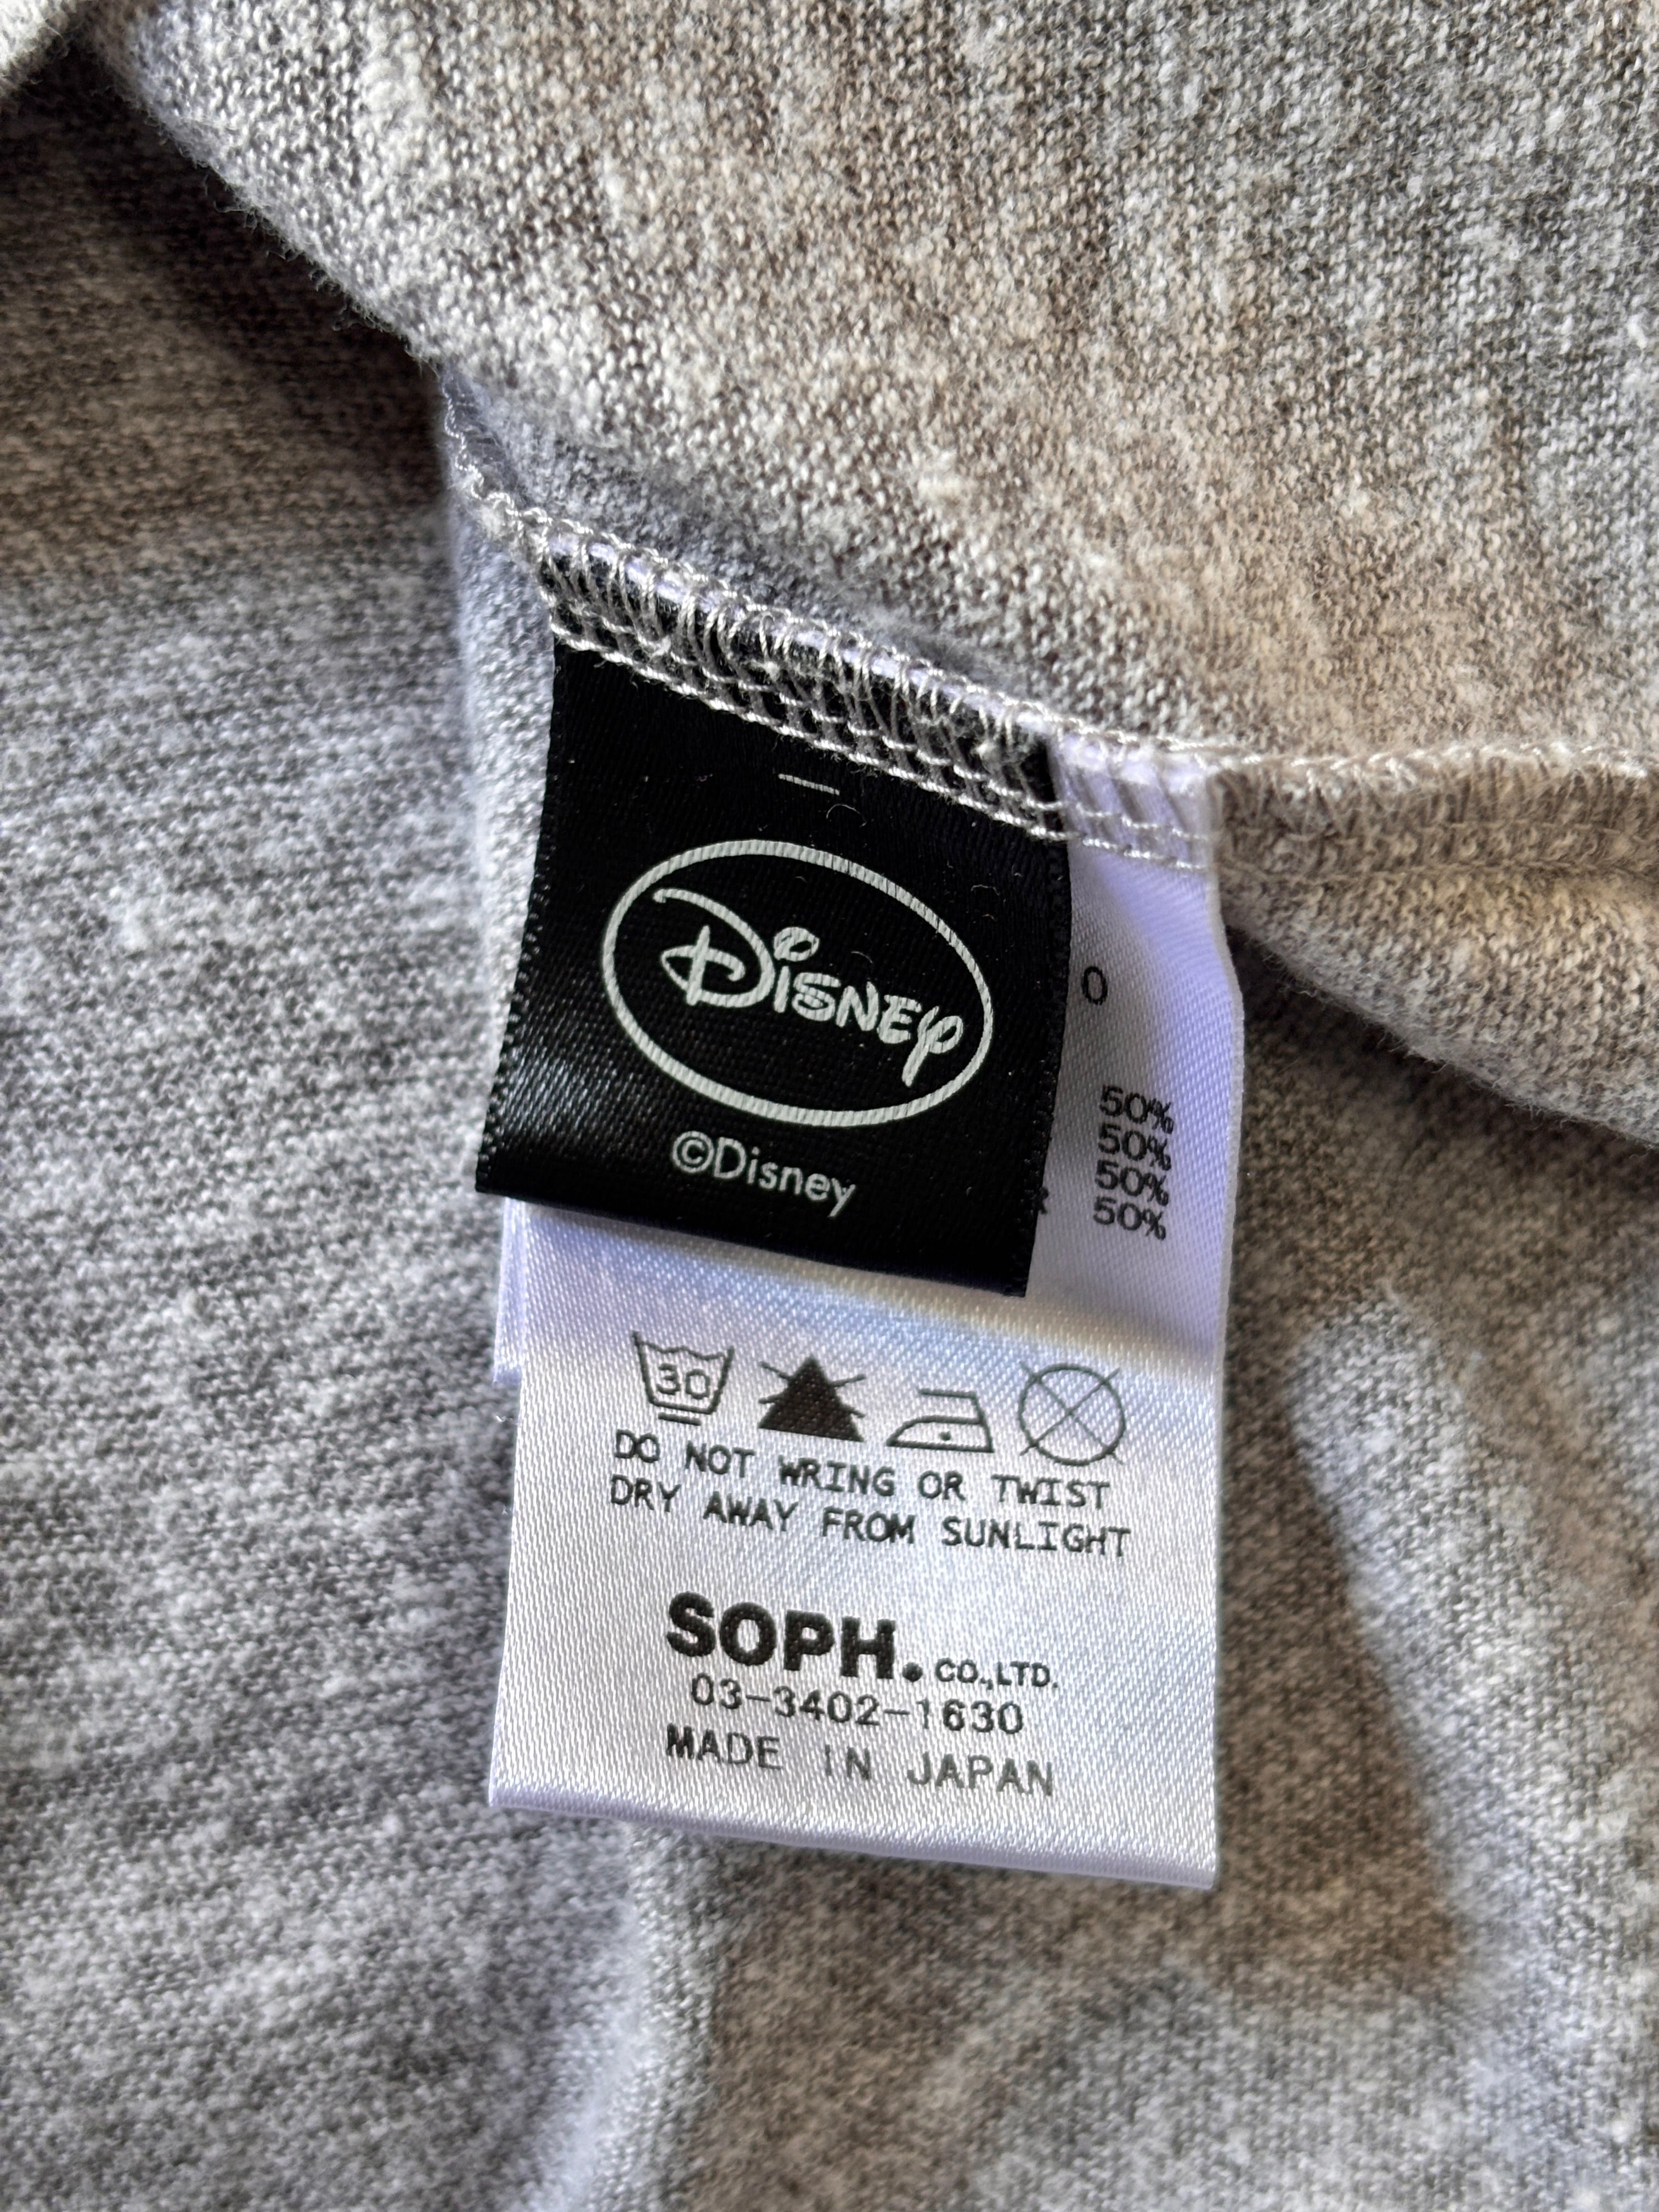 Disney
©Disney
0
50%
50%
50%
50%
30
DO NOT WRING OR TWIST
DRY AWAY FROM SUNLIGHT
SOPH. CO.,LTD.
03-3402-1630
MADE IN JAPAN